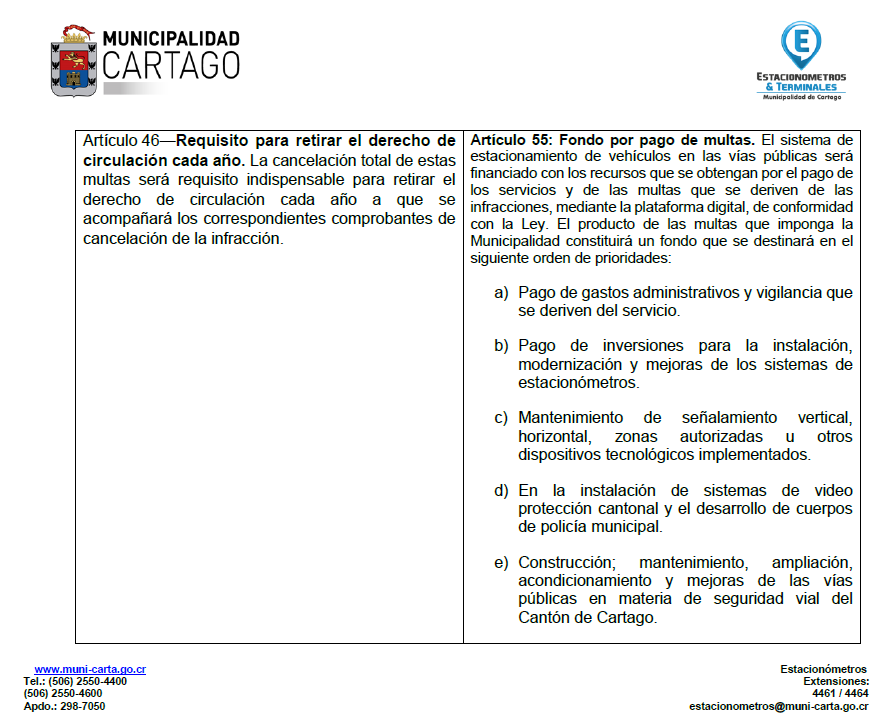 MUNICIPALIDAD
CARTAGO
E
ESTACIONOMETROS
& TERMINALES
Municipalidad de Cartago
Artículo 46—Requisito para retirar el derecho de
circulación cada año. La cancelación total de estas
multas será requisito indispensable para retirar el
derecho de circulación cada año a que se
acompañará los correspondientes comprobantes de
cancelación de la infracción.
Artículo 55: Fondo por pago de multas. El sistema de
estacionamiento de vehículos en las vías públicas será
financiado con los recursos que se obtengan por el pago de
los servicios y de las multas que se deriven de las
infracciones, mediante la plataforma digital, de conformidad
con la Ley. El producto de las multas que imponga la
Municipalidad constituirá un fondo que se destinará en el
siguiente orden de prioridades:
a) Pago de gastos administrativos y vigilancia que
se deriven del servicio.
b) Pago de inversiones para la instalación,
modernización y mejoras de los sistemas de
estacionómetros.
c) Mantenimiento de señalamiento vertical,
horizontal, zonas autorizadas u otros
dispositivos tecnológicos implementados.
d) En la instalación de sistemas de video
protección cantonal y el desarrollo de cuerpos
de policía municipal.
e) Construcción; mantenimiento, ampliación,
acondicionamiento y mejoras de las vías
públicas en materia de seguridad vial del
Cantón de Cartago.
www.muni-carta.go.cr
Tel.: (506) 2550-4400
(506) 2550-4600
Apdo.: 298-7050
Estacionómetros
Extensiones:
4461 / 4464
estacionometros@muni-carta.go.cr